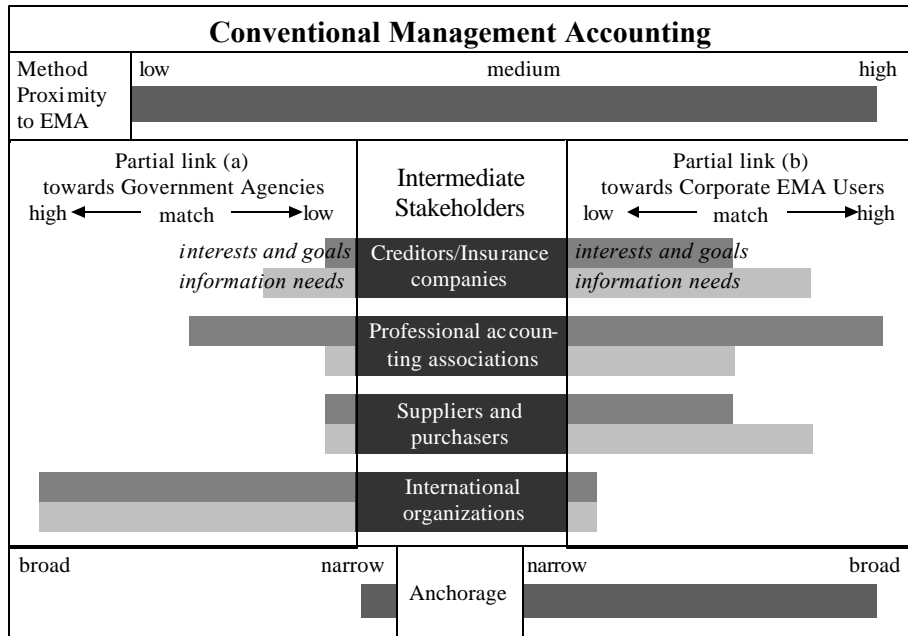 Conventional Management Accounting
Method
Proximity
to EMA
low medium high
Partial link (a)
towards Government Agencies
high match low
Intermediate
Stakeholders
Partial link (b)
towards Corporate EMA Users
low match high
interests and goals
information needs
Creditors/Insurance
companies
interests and goals
information needs
Professional accoun-
ting associations
Suppliers and
purchasers
International
organizations
broad narrow
Anchorage
narrow broad